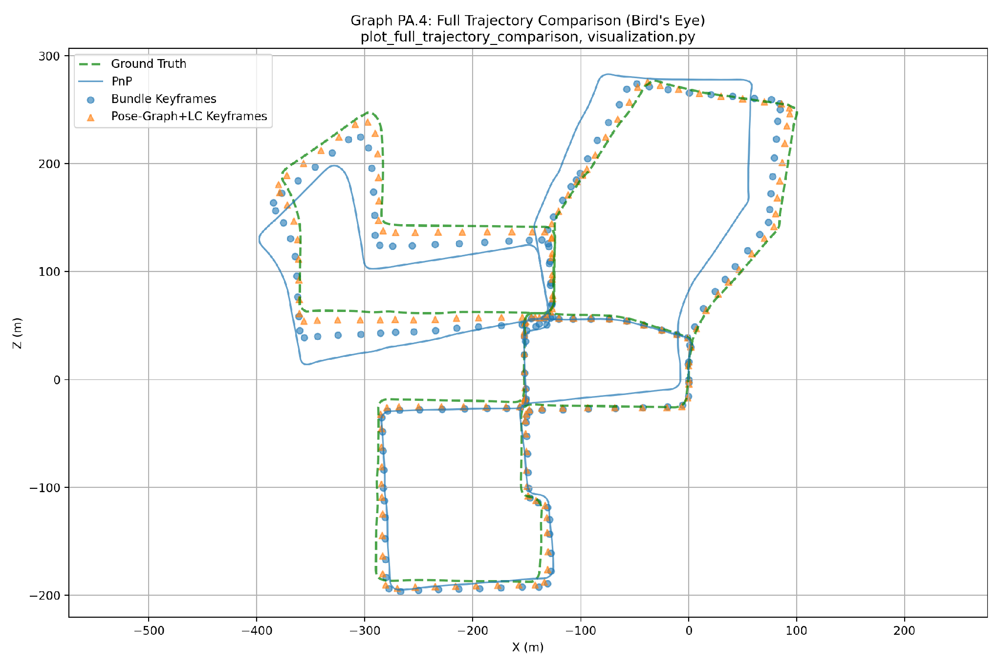 Graph PA.4: Full Trajectory Comparison (Bird's Eye)
plot_full_trajectory_comparison, visualization.py
Ground Truth
PnP
Bundle Keyframes
Pose-Graph+LC Keyframes
300
200
100
0
−100
−200
Z (m)
−500
−400
−300
−200
−100
0
100
200
X (m)